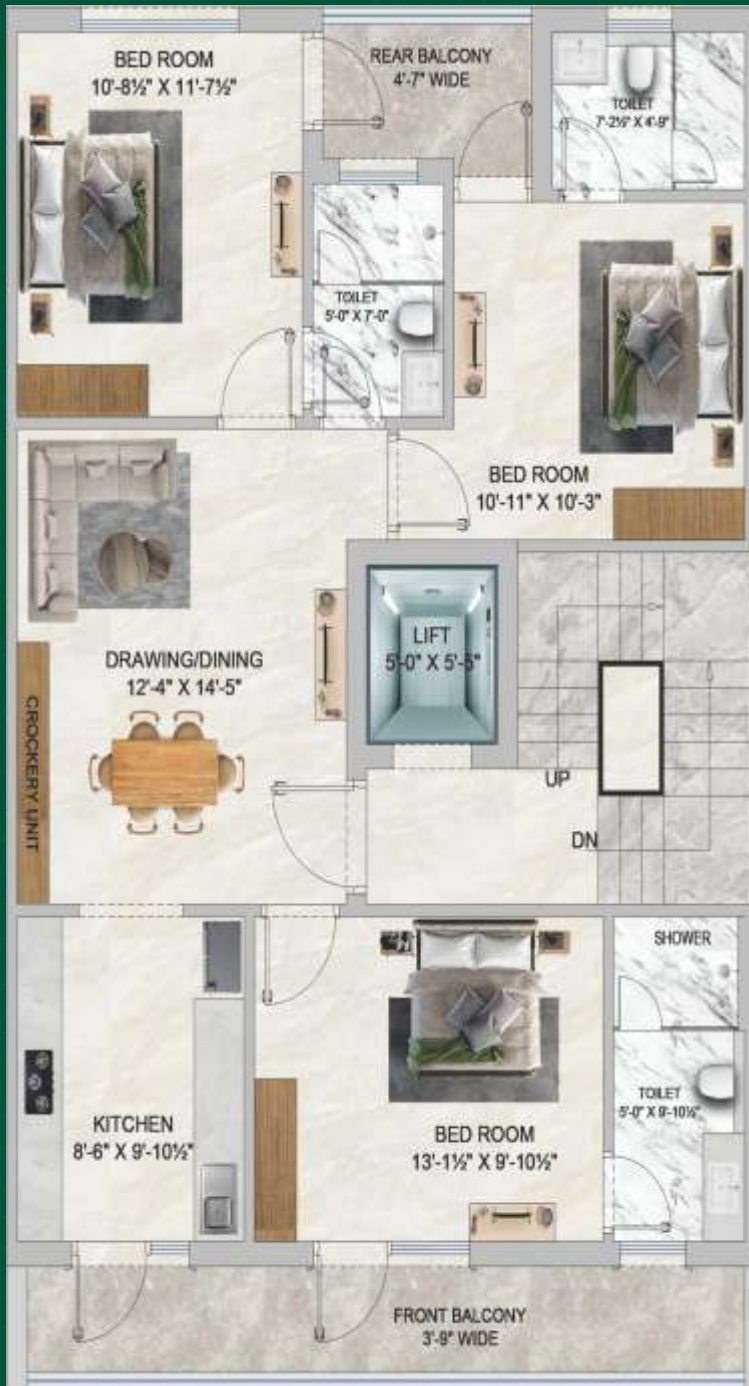 BED ROOM
10'-8½" X 11'-7½"
REAR BALCONY
4'-7" WIDE
TOILET
7'-2½" X 4'-9"
TOILET
5'-0" X 7'-0"
BED ROOM
10'-11" X 10'-3"
DRAWING/DINING
12'-4" X 14'-5"
LIFT
5'-0" X 5'-5"
CROCKERY UNIT
UP
DN
SHOWER
KITCHEN
8'-6" X 9'-10½"
BED ROOM
13'-1½" X 9'-10½"
TOILET
5'-0" X 9'-10½"
FRONT BALCONY
3'-9" WIDE